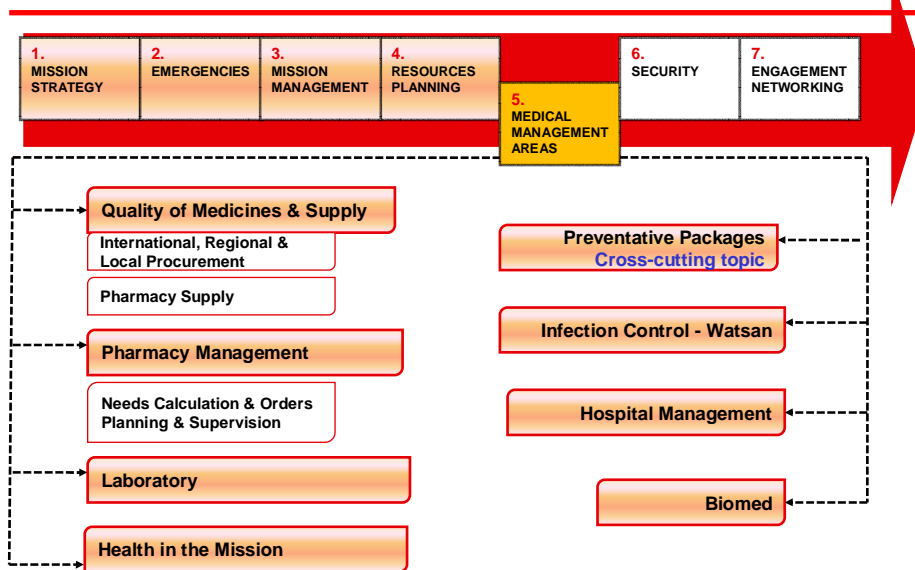 1.
MISSION
STRATEGY
2.
EMERGENCIES
3.
MISSION
MANAGEMENT
4.
RESOURCES
PLANNING
5.
MEDICAL
MANAGEMENT
AREAS
6.
SECURITY
7.
ENGAGEMENT
NETWORKING
Quality of Medicines & Supply
International, Regional &
Local Procurement
Pharmacy Supply
Pharmacy Management
Needs Calculation & Orders
Planning & Supervision
Laboratory
Health in the Mission
Preventative Packages
Cross-cutting topic
Infection Control - Watsan
Hospital Management
Biomed